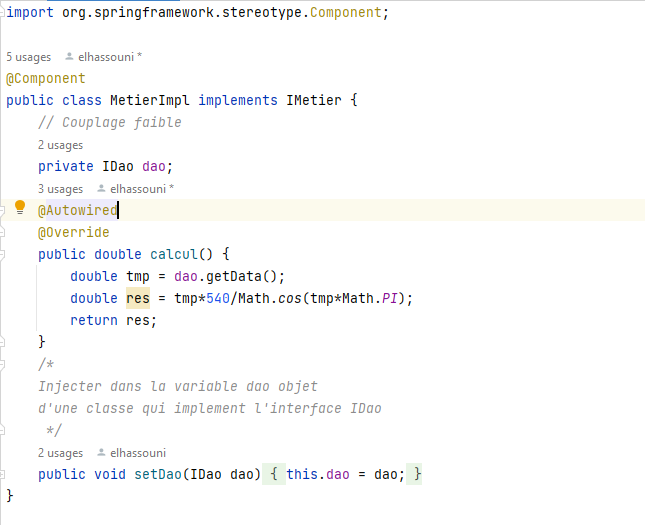 import org.springframework.stereotype.Component;
5 usages elhassouni *
@Component
public class MetierImpl implements IMetier {
// Couplage faible
2 usages
private IDao dao;
3 usages elhassouni *
@Autowired
@Override
public double calcul() {
double tmp = dao.getData();
double res = tmp*540/Math.cos(tmp*Math.PI);
return res;
}
/*
Injecter dans la variable dao objet
d'une classe qui implement l'interface IDao
*/
2 usages elhassouni
public void setDao(IDao dao) { this.dao = dao; }
}